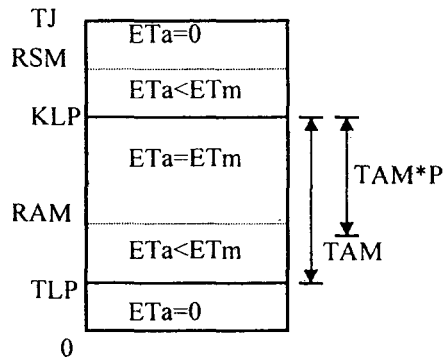 TJ
ETa=0
RSM
ETa<ETm
KLP
ETa=ETm
TAM*P
RAM
ETa<ETm
TAM
TLP
ETa=0
0